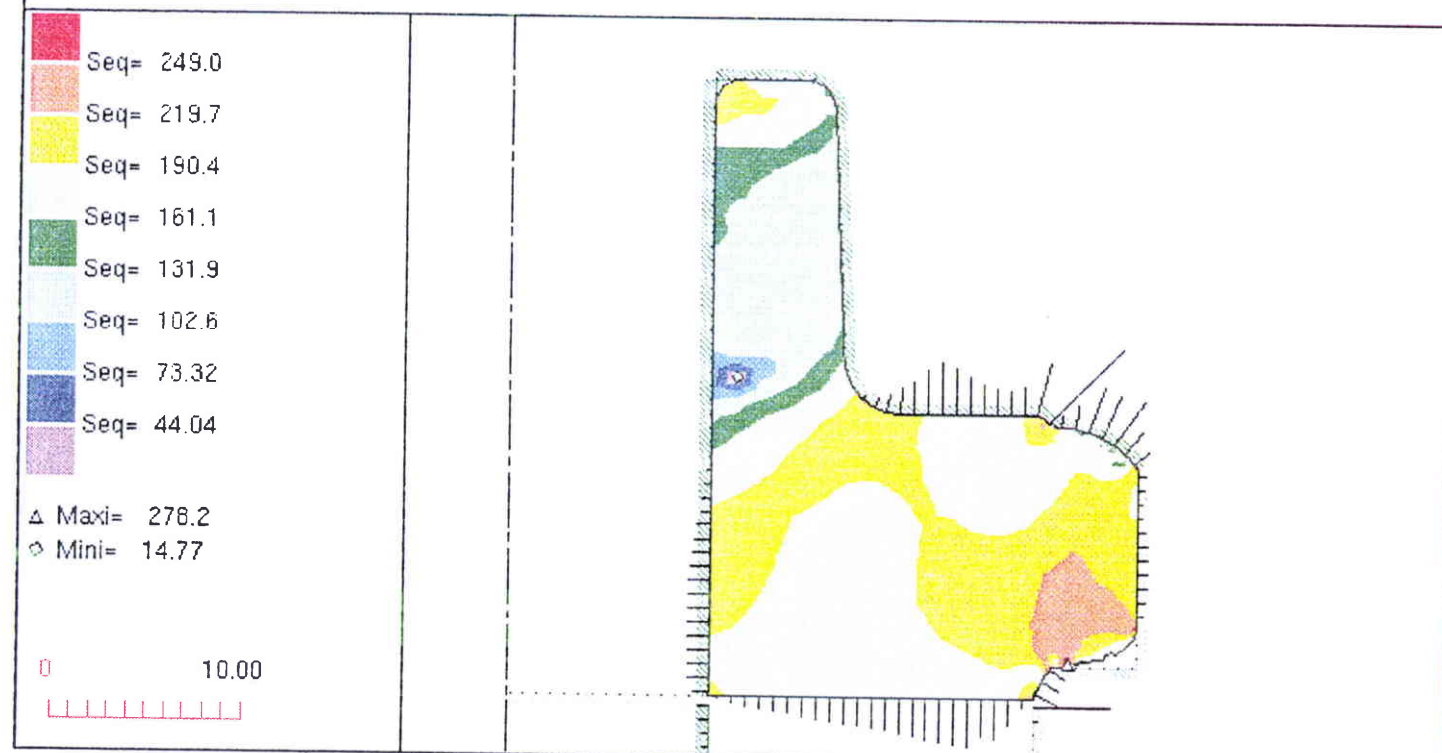 Seq= 249.0
Seq= 219.7
Seq= 190.4
Seq= 161.1
Seq= 131.9
Seq= 102.6
Seq= 73.32
Seq= 44.04
Maxi= 278.2
Mini= 14.77
0 10.00